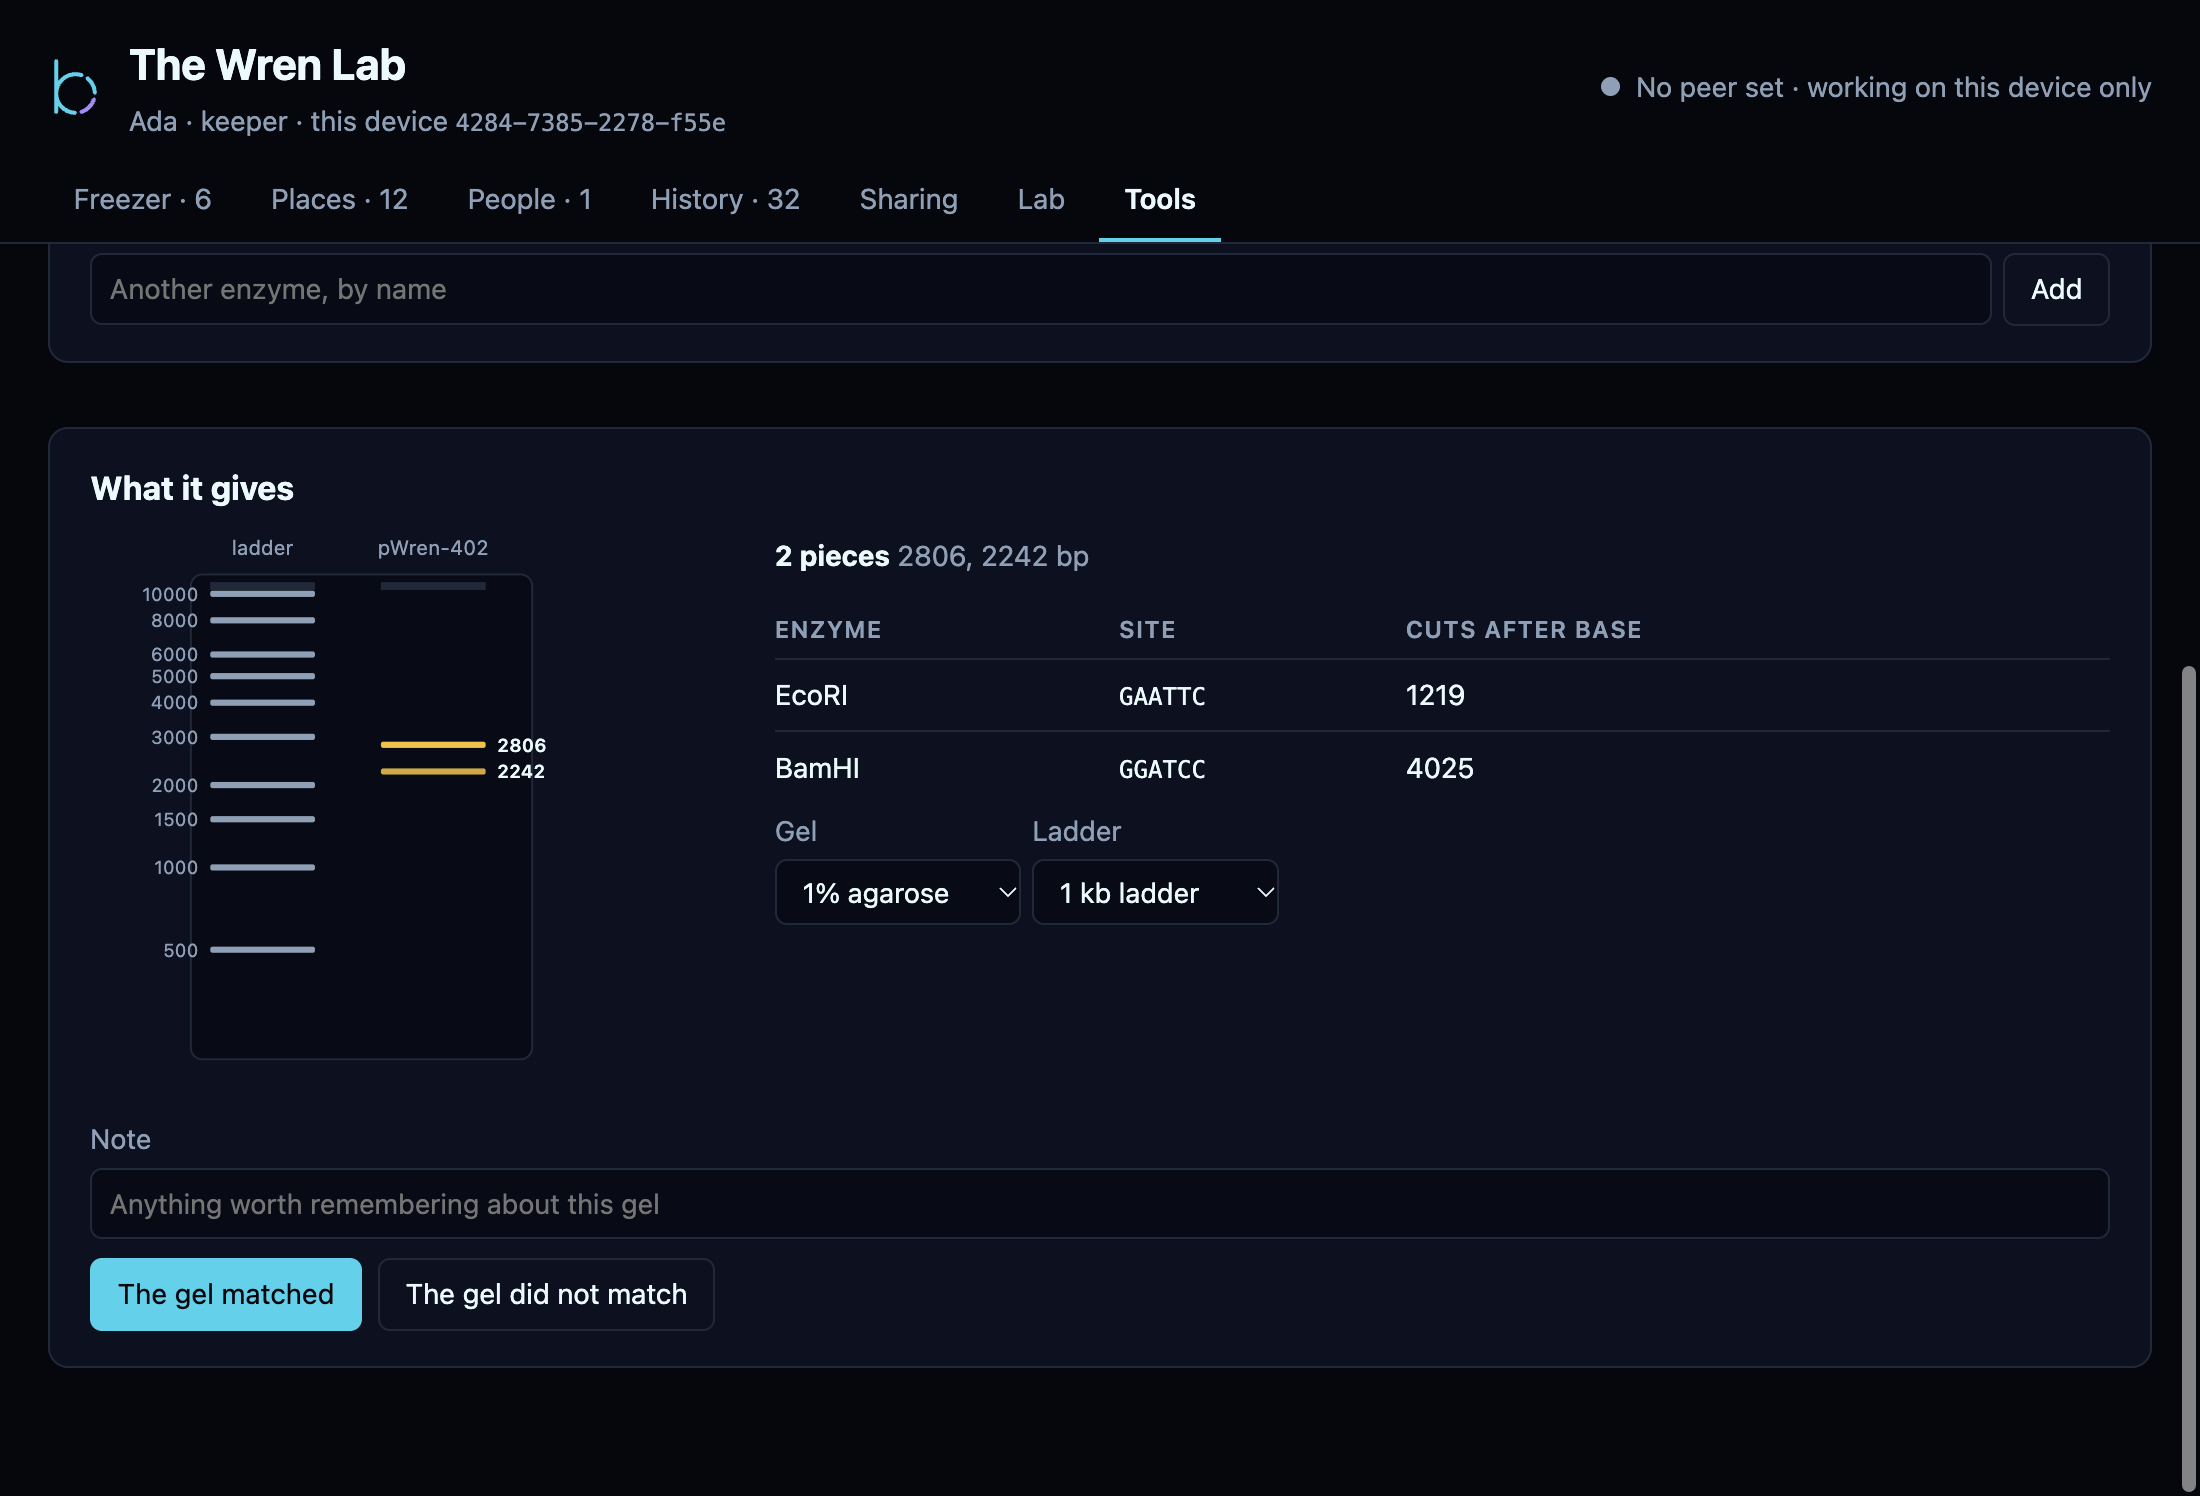 The Wren Lab
Ada · keeper · this device 4284–7385–2278–f55e
No peer set · working on this device only
Freezer · 6
Places · 12
People · 1
History · 32
Sharing
Lab
Tools
Another enzyme, by name
Add
What it gives
ladder
pWren-402
10000
8000
6000
5000
4000
3000
2000
1500
1000
500
2806
2242
2 pieces 2806, 2242 bp
ENZYME SITE CUTS AFTER BASE
EcoRI GAATTC 1219
BamHI GGATCC 4025
Gel
Ladder
1% agarose
1 kb ladder
Note
Anything worth remembering about this gel
The gel matched
The gel did not match